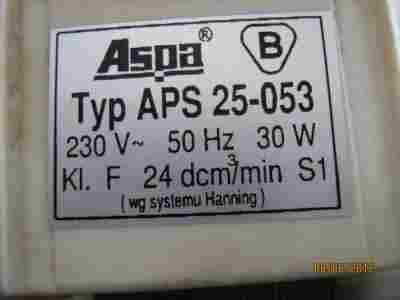 Aspa® B
Typ APS 25-053
230 V~ 50 Hz 30 W
Kl. F 24 dcm³/min S1
( wg systemu Hanning )